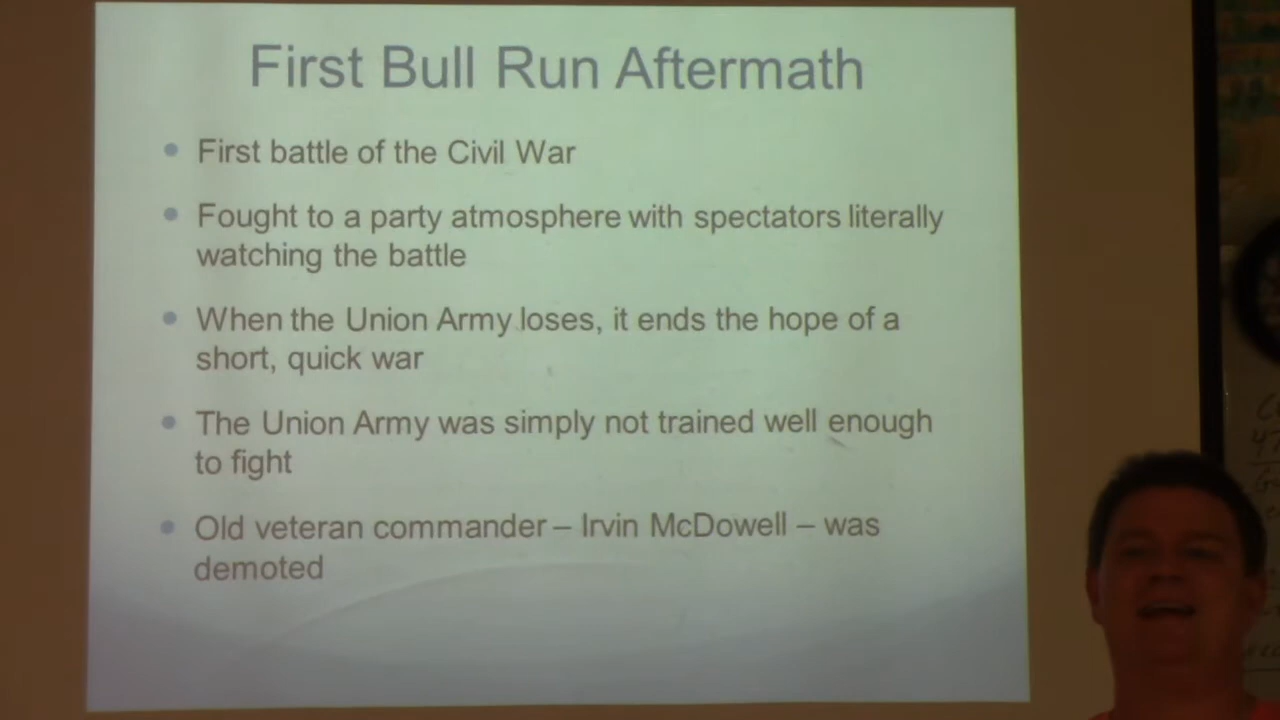 First Bull Run Aftermath
• First battle of the Civil War
• Fought to a party atmosphere with spectators literally
watching the battle
• When the Union Army loses, it ends the hope of a
short, quick war
• The Union Army was simply not trained well enough
to fight
• Old veteran commander – Irvin McDowell – was
demoted